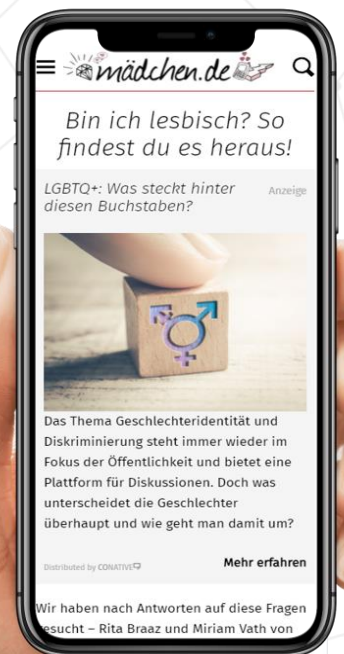 mädchen.de
Bin ich lesbisch? So
findest du es heraus!
LGBTQ+: Was steckt hinter
diesen Buchstaben?
Anzeige
Das Thema Geschlechteridentität und
Diskriminierung steht immer wieder im
Fokus der Öffentlichkeit und bietet eine
Plattform für Diskussionen. Doch was
unterscheidet die Geschlechter
überhaupt und wie geht man damit um?
Distributed by CONATIVE
Mehr erfahren
Wir haben nach Antworten auf diese Fragen
esucht – Rita Braaz und Miriam Vath von